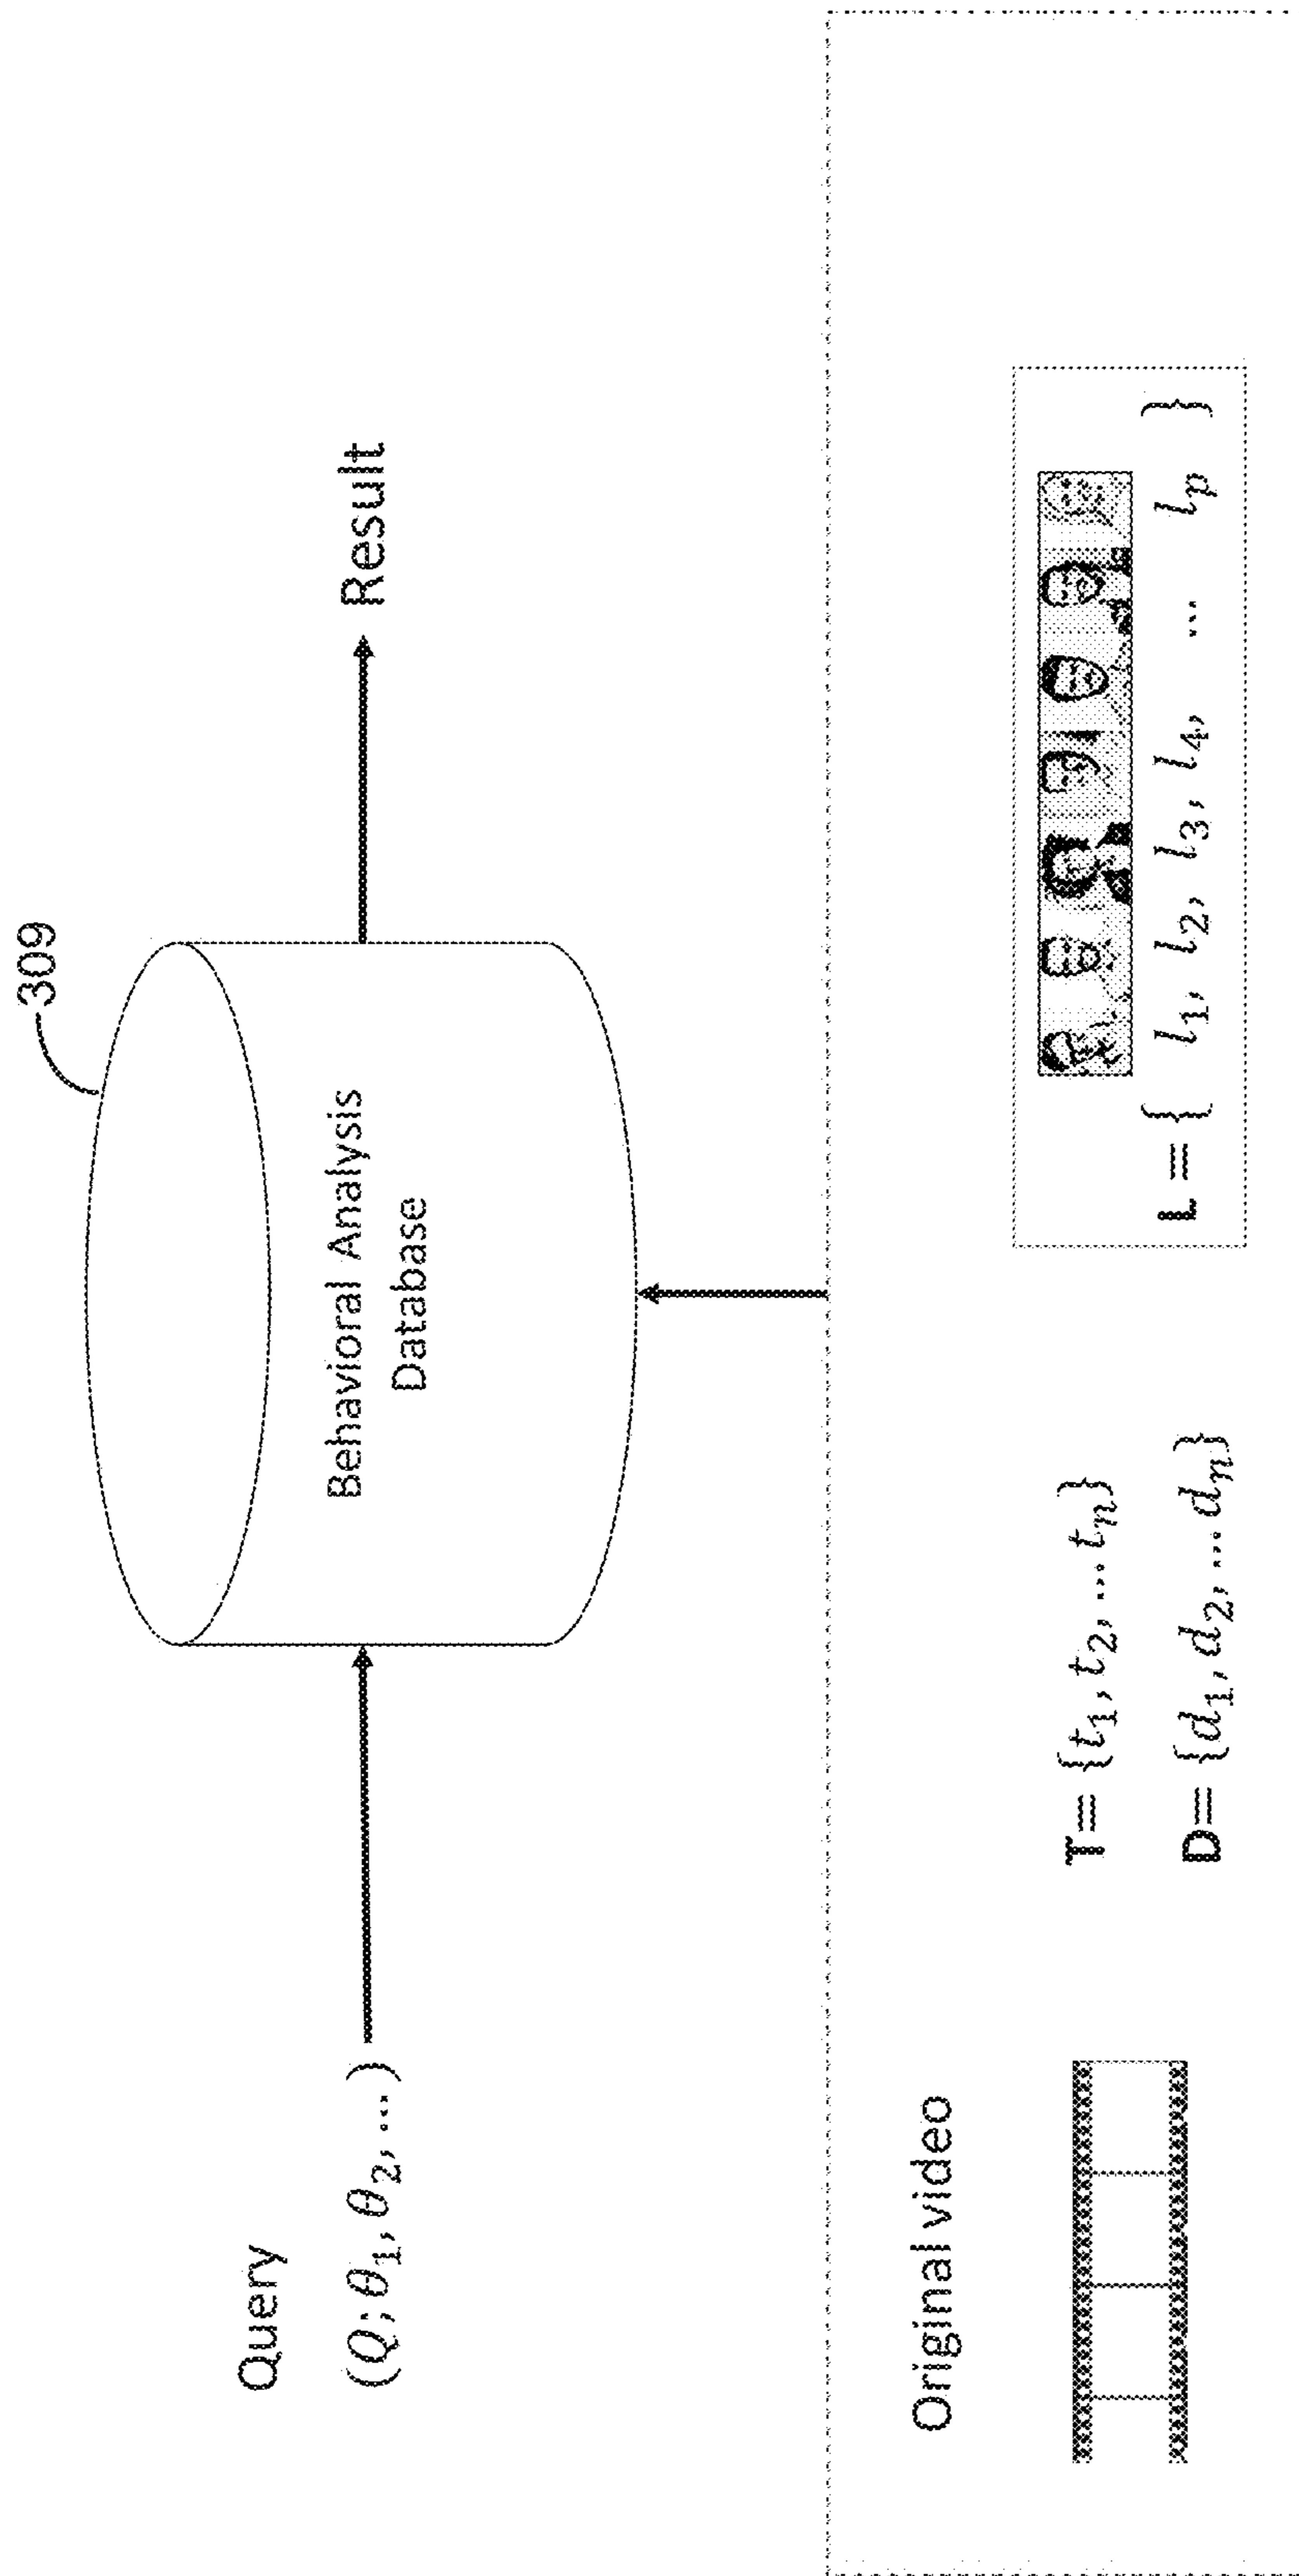 309
Query
(Q; θ₁, θ₂, …)
Behavioral Analysis
Database
Result
Original video
T= {t₁, t₂, … tₙ}
D= {d₁, d₂, … dₙ}
L = { l₁, l₂, l₃, l₄, … lₚ }